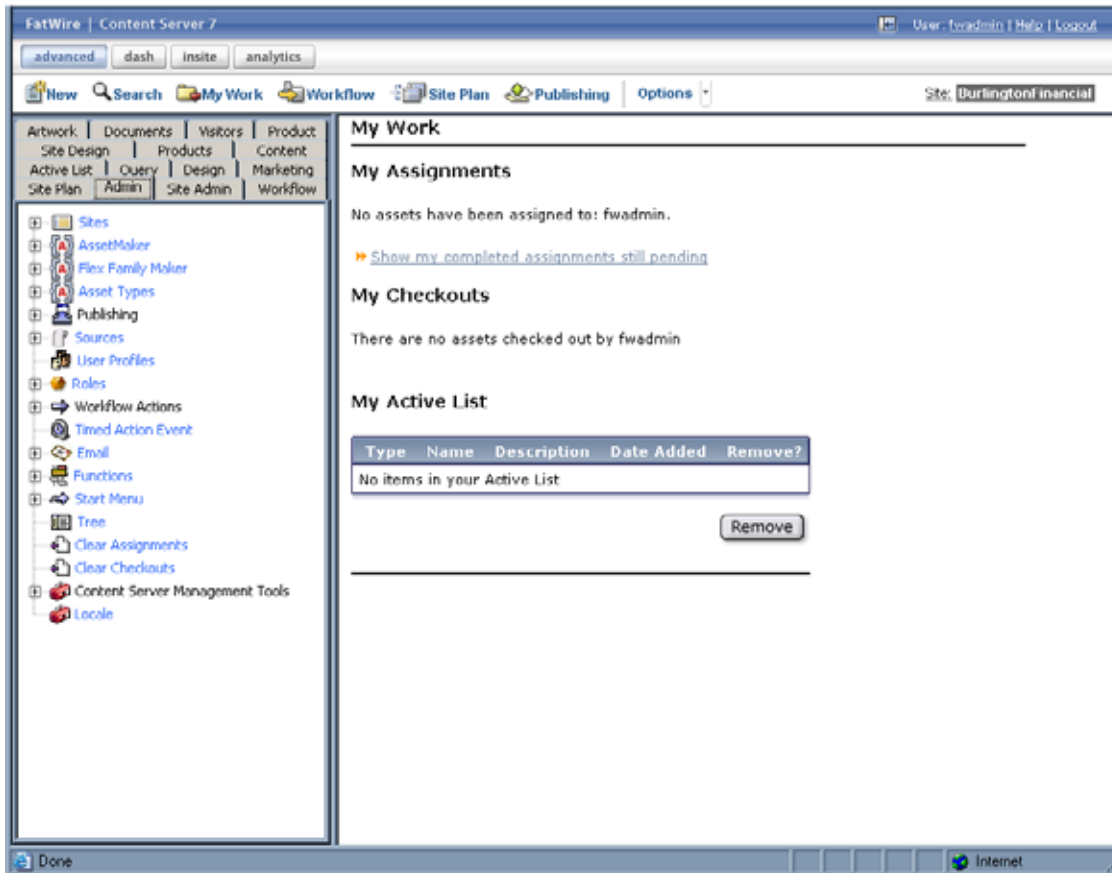 FatWire | Content Server 7
User: fwadmin | Help | Logout
advanced dash insite analytics
New Search My Work Workflow Site Plan Publishing Options Site: BurlingtonFinancial
Artwork Documents Visitors Product
Site Design Products Content
Active List Query Design Marketing
Site Plan Admin Site Admin Workflow
Sites
AssetMaker
Flex Family Maker
Asset Types
Publishing
Sources
User Profiles
Roles
Workflow Actions
Timed Action Event
Email
Functions
Start Menu
Tree
Clear Assignments
Clear Checkouts
Content Server Management Tools
Locale
My Work
My Assignments
No assets have been assigned to: fwadmin.
Show my completed assignments still pending
My Checkouts
There are no assets checked out by fwadmin
My Active List
Type Name Description Date Added Remove?
No items in your Active List
Remove
Done Internet